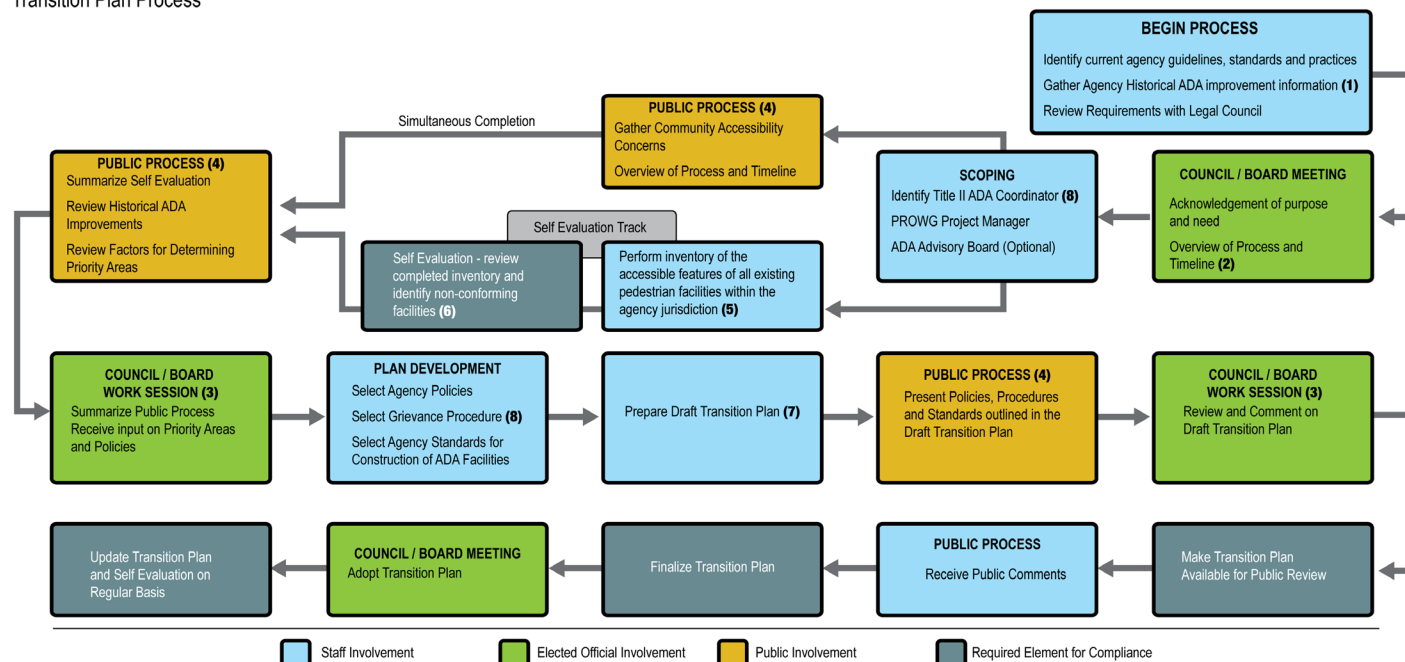 Transition Plan Process
BEGIN PROCESS
Identify current agency guidelines, standards and practices
Gather Agency Historical ADA improvement information (1)
Review Requirements with Legal Council
COUNCIL / BOARD MEETING
Acknowledgement of purpose
and need
Overview of Process and
Timeline (2)
SCOPING
Identify Title II ADA Coordinator (8)
PROWG Project Manager
ADA Advisory Board (Optional)
PUBLIC PROCESS (4)
Gather Community Accessibility
Concerns
Overview of Process and Timeline
Simultaneous Completion
Self Evaluation Track
Perform inventory of the
accessible features of all existing
pedestrian facilities within the
agency jurisdiction (5)
Self Evaluation - review
completed inventory and
identify non-conforming
facilities (6)
PUBLIC PROCESS (4)
Summarize Self Evaluation
Review Historical ADA
Improvements
Review Factors for Determining
Priority Areas
COUNCIL / BOARD
WORK SESSION (3)
Summarize Public Process
Receive input on Priority Areas
and Policies
PLAN DEVELOPMENT
Select Agency Policies
Select Grievance Procedure (8)
Select Agency Standards for
Construction of ADA Facilities
Prepare Draft Transition Plan (7)
PUBLIC PROCESS (4)
Present Policies, Procedures
and Standards outlined in the
Draft Transition Plan
COUNCIL / BOARD
WORK SESSION (3)
Review and Comment on
Draft Transition Plan
Make Transition Plan
Available for Public Review
PUBLIC PROCESS
Receive Public Comments
Finalize Transition Plan
COUNCIL / BOARD MEETING
Adopt Transition Plan
Update Transition Plan
and Self Evaluation on
Regular Basis
Staff Involvement
Elected Official Involvement
Public Involvement
Required Element for Compliance